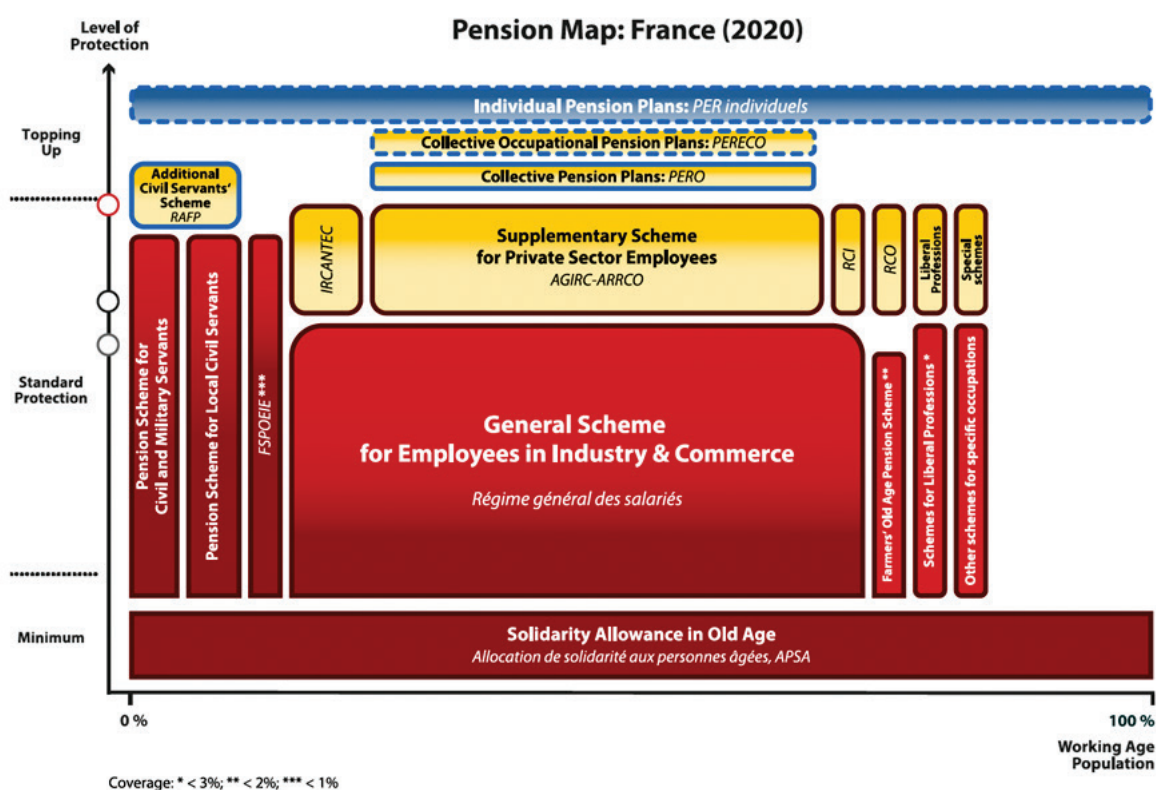 Pension Map: France (2020)
Level of
Protection
Topping
Up
Standard
Protection
Minimum
Individual Pension Plans: PER individuels
Collective Occupational Pension Plans: PERECO
Collective Pension Plans: PERO
Additional
Civil Servants'
Scheme
RAFP
IRCANTEC
Supplementary Scheme
for Private Sector Employees
AGIRC-ARRCO
RCI
RCO
Liberal
Professions
Special
schemes
Pension Scheme for
Civil and Military Servants
Pension Scheme for Local Civil Servants
FSPOEIE ***
General Scheme
for Employees in Industry & Commerce
Régime général des salariés
Farmers' Old Age Pension Scheme **
Schemes for Liberal Professions *
Other schemes for specific occupations
Solidarity Allowance in Old Age
Allocation de solidarité aux personnes âgées, APSA
0 %
100 %
Working Age
Population
Coverage: * < 3%; ** < 2%; *** < 1%